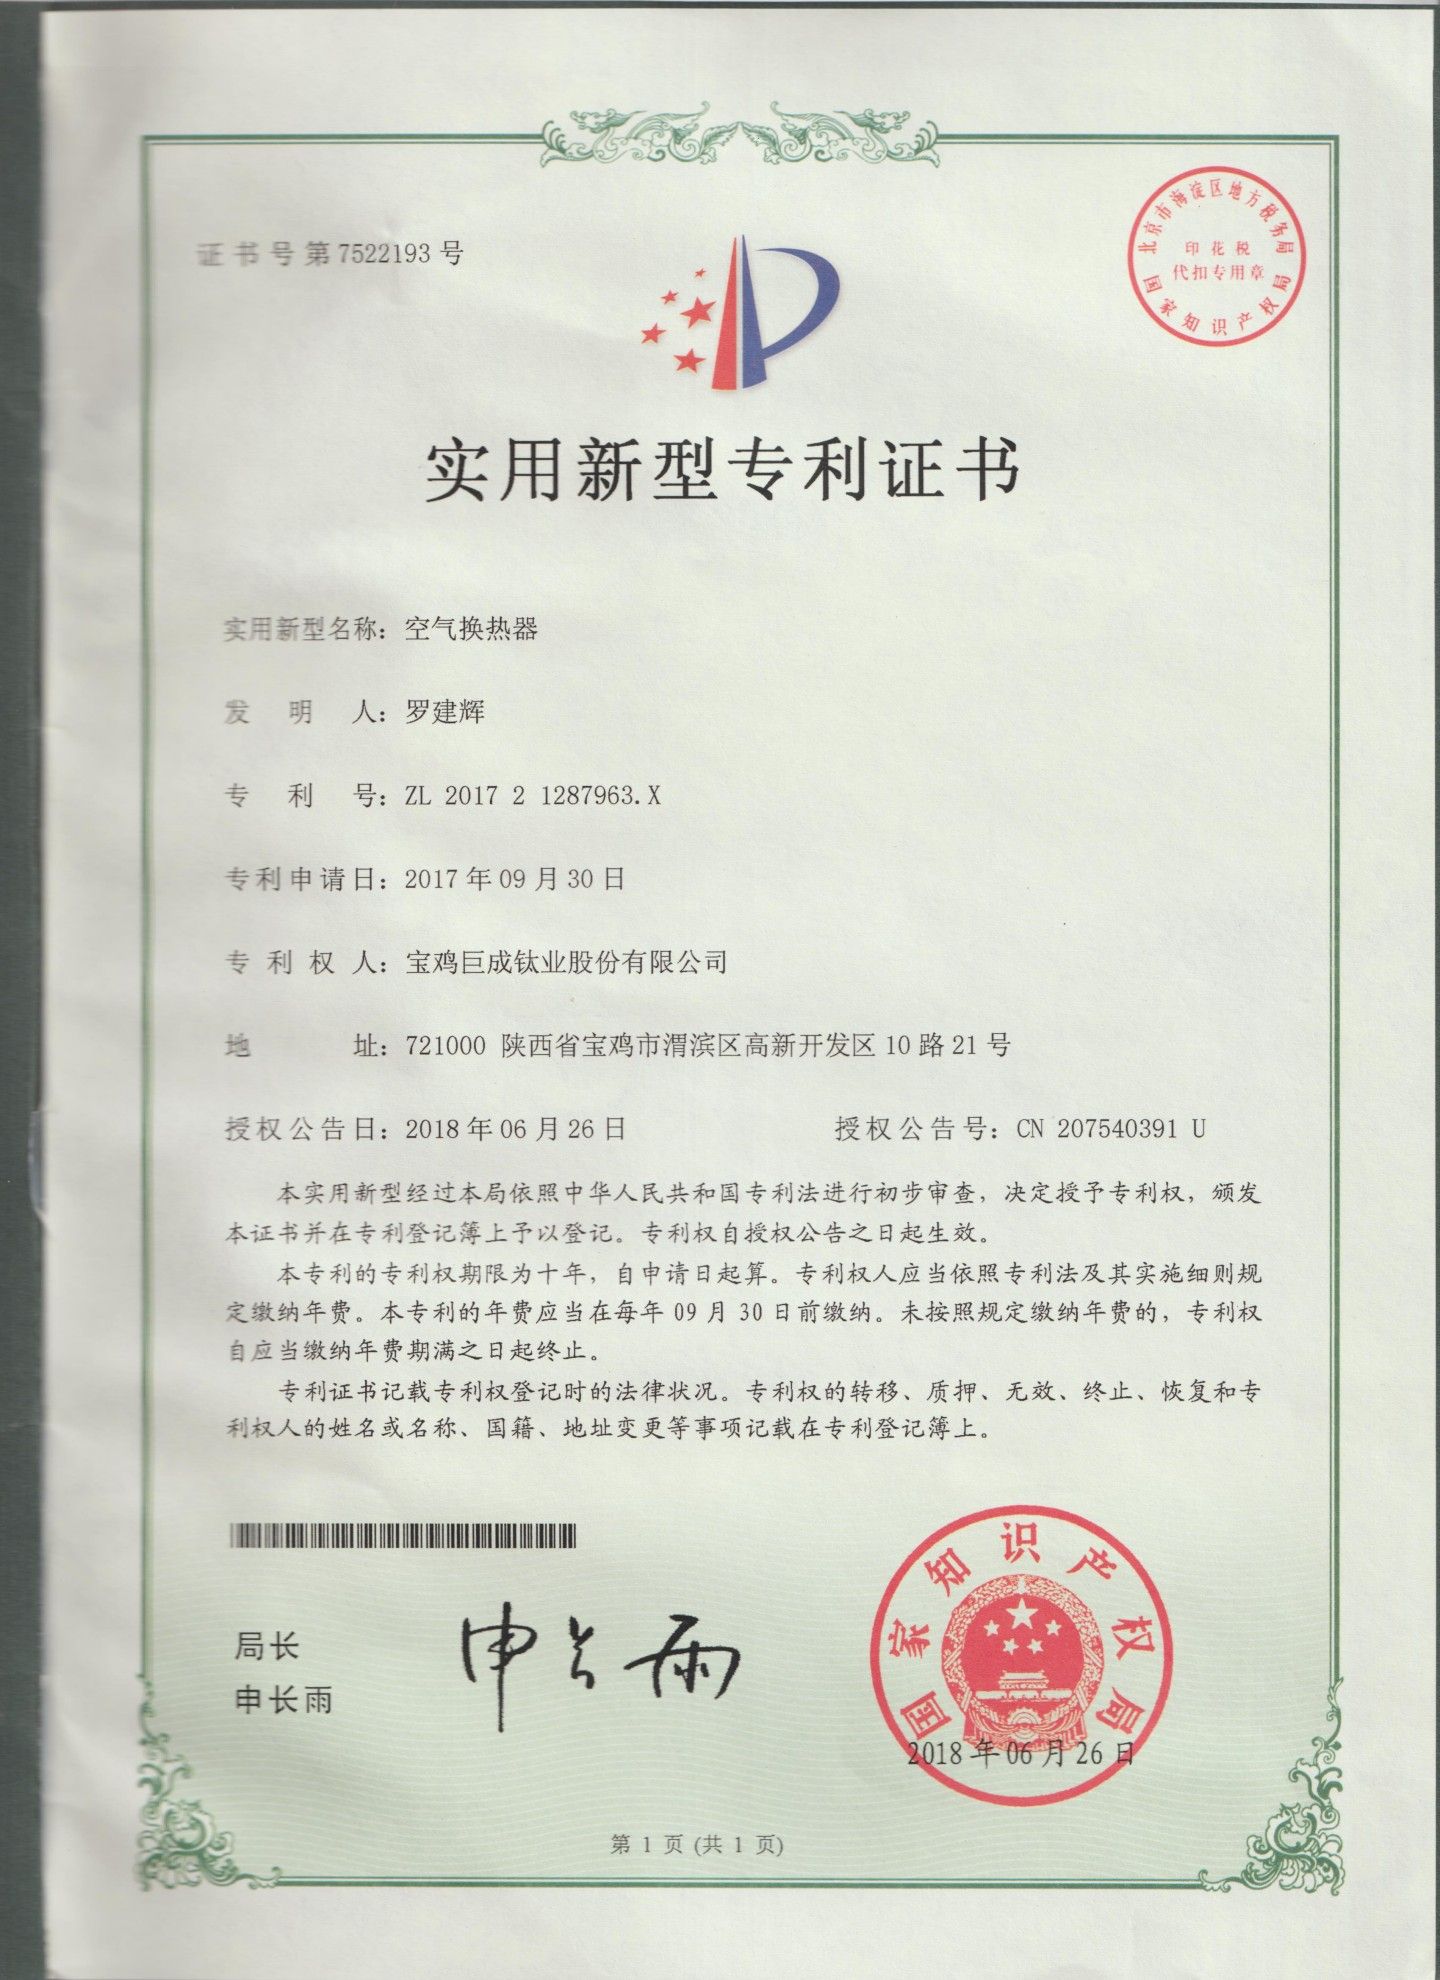 证书号第7522193号
北京市海淀区地方税务局
印花税
代扣专用章
国家知识产权局
实用新型专利证书
实用新型名称：空气换热器
发明人：罗建辉
专利号：ZL 2017 2 1287963.X
专利申请日：2017年09月30日
专利权人：宝鸡巨成钛业股份有限公司
地址：721000 陕西省宝鸡市渭滨区高新开发区10路21号
授权公告日：2018年06月26日 授权公告号：CN 207540391 U
本实用新型经过本局依照中华人民共和国专利法进行初步审查，决定授予专利权，颁发
本证书并在专利登记簿上予以登记。专利权自授权公告之日起生效。
本专利的专利权期限为十年，自申请日起算。专利权人应当依照专利法及其实施细则规
定缴纳年费。本专利的年费应当在每年09月30日前缴纳。未按照规定缴纳年费的，专利权
自应当缴纳年费期满之日起终止。
专利证书记载专利权登记时的法律状况。专利权的转移、质押、无效、终止、恢复和专
利权人的姓名或名称、国籍、地址变更等事项记载在专利登记簿上。
局长
申长雨
申长雨
国家知识产权局
2018年06月26日
第 1 页 (共 1 页)